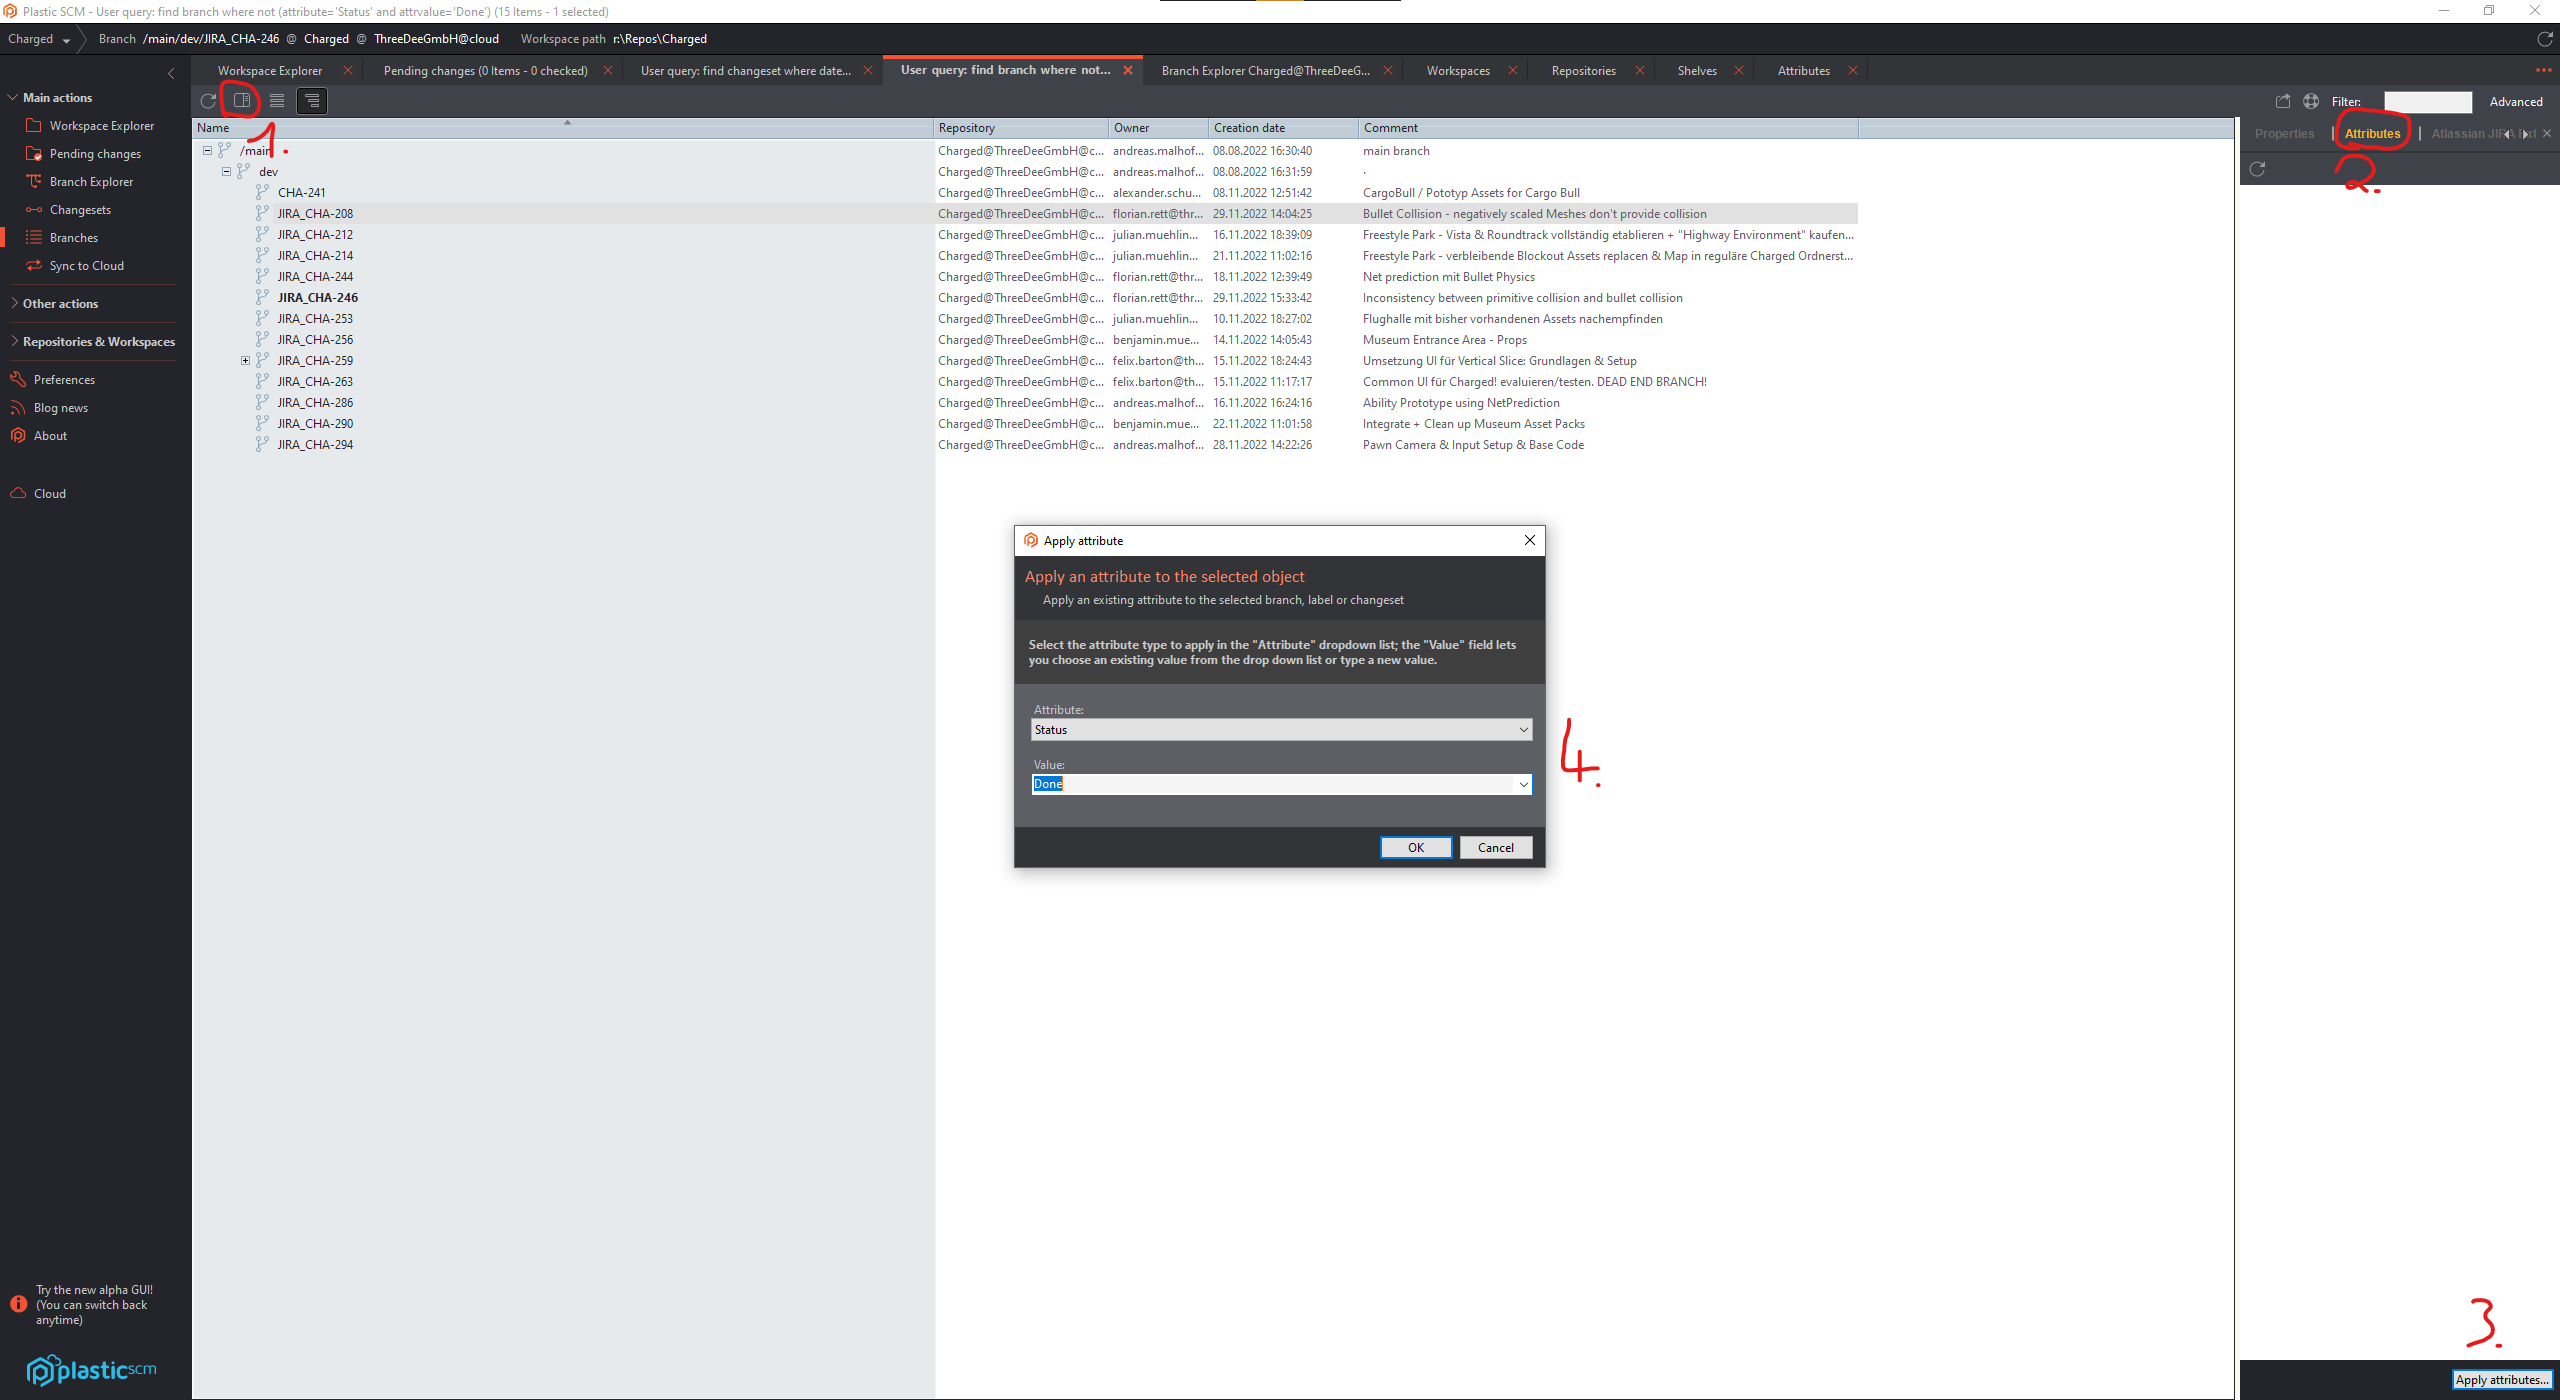 Plastic SCM - User query: find branch where not (attribute='Status' and attrvalue='Done') (15 Items - 1 selected)
Charged Branch /main/dev/JIRA_CHA-246 @ Charged @ ThreeDeeGmbH@cloud Workspace path r:\Repos\Charged
Workspace Explorer Pending changes (0 Items - 0 checked) User query: find changeset where date... User query: find branch where not... Branch Explorer Charged@ThreeDeeG... Workspaces Repositories Shelves Attributes
Filter: Advanced
1.
Main actions
Workspace Explorer
Pending changes
Branch Explorer
Changesets
Branches
Sync to Cloud
Other actions
Repositories & Workspaces
Preferences
Blog news
About
Cloud
Try the new alpha GUI!
(You can switch back
anytime)
plasticscm
Name Repository Owner Creation date Comment
/main Charged@ThreeDeeGmbH@c... andreas.malhof... 08.08.2022 16:30:40 main branch
dev Charged@ThreeDeeGmbH@c... andreas.malhof... 08.08.2022 16:31:59 .
CHA-241 Charged@ThreeDeeGmbH@c... alexander.schu... 08.11.2022 12:51:42 CargoBull / Pototyp Assets for Cargo Bull
JIRA_CHA-208 Charged@ThreeDeeGmbH@c... florian.rett@thr... 29.11.2022 14:04:25 Bullet Collision - negatively scaled Meshes don't provide collision
JIRA_CHA-212 Charged@ThreeDeeGmbH@c... julian.muehlin... 16.11.2022 18:39:09 Freestyle Park - Vista & Roundtrack vollständig etablieren + "Highway Environment" kaufen...
JIRA_CHA-214 Charged@ThreeDeeGmbH@c... julian.muehlin... 21.11.2022 11:02:16 Freestyle Park - verbleibende Blockout Assets replacen & Map in reguläre Charged Ordnerst...
JIRA_CHA-244 Charged@ThreeDeeGmbH@c... florian.rett@thr... 18.11.2022 12:39:49 Net prediction mit Bullet Physics
JIRA_CHA-246 Charged@ThreeDeeGmbH@c... florian.rett@thr... 29.11.2022 15:33:42 Inconsistency between primitive collision and bullet collision
JIRA_CHA-253 Charged@ThreeDeeGmbH@c... julian.muehlin... 10.11.2022 18:27:02 Flughalle mit bisher vorhandenen Assets nachempfinden
JIRA_CHA-256 Charged@ThreeDeeGmbH@c... benjamin.mue... 14.11.2022 14:05:43 Museum Entrance Area - Props
JIRA_CHA-259 Charged@ThreeDeeGmbH@c... felix.barton@th... 15.11.2022 18:24:43 Umsetzung UI für Vertical Slice: Grundlagen & Setup
JIRA_CHA-263 Charged@ThreeDeeGmbH@c... felix.barton@th... 15.11.2022 11:17:17 Common UI für Charged! evaluieren/testen. DEAD END BRANCH!
JIRA_CHA-286 Charged@ThreeDeeGmbH@c... andreas.malhof... 16.11.2022 16:24:16 Ability Prototype using NetPrediction
JIRA_CHA-290 Charged@ThreeDeeGmbH@c... benjamin.mue... 22.11.2022 11:01:58 Integrate + Clean up Museum Asset Packs
JIRA_CHA-294 Charged@ThreeDeeGmbH@c... andreas.malhof... 28.11.2022 14:22:26 Pawn Camera & Input Setup & Base Code
Apply attribute
Apply an attribute to the selected object
Apply an existing attribute to the selected branch, label or changeset
Select the attribute type to apply in the "Attribute" dropdown list; the "Value" field lets
you choose an existing value from the drop down list or type a new value.
Attribute:
Status
Value:
Done
OK Cancel
4.
Properties Attributes Atlassian
2.
3.
Apply attributes...